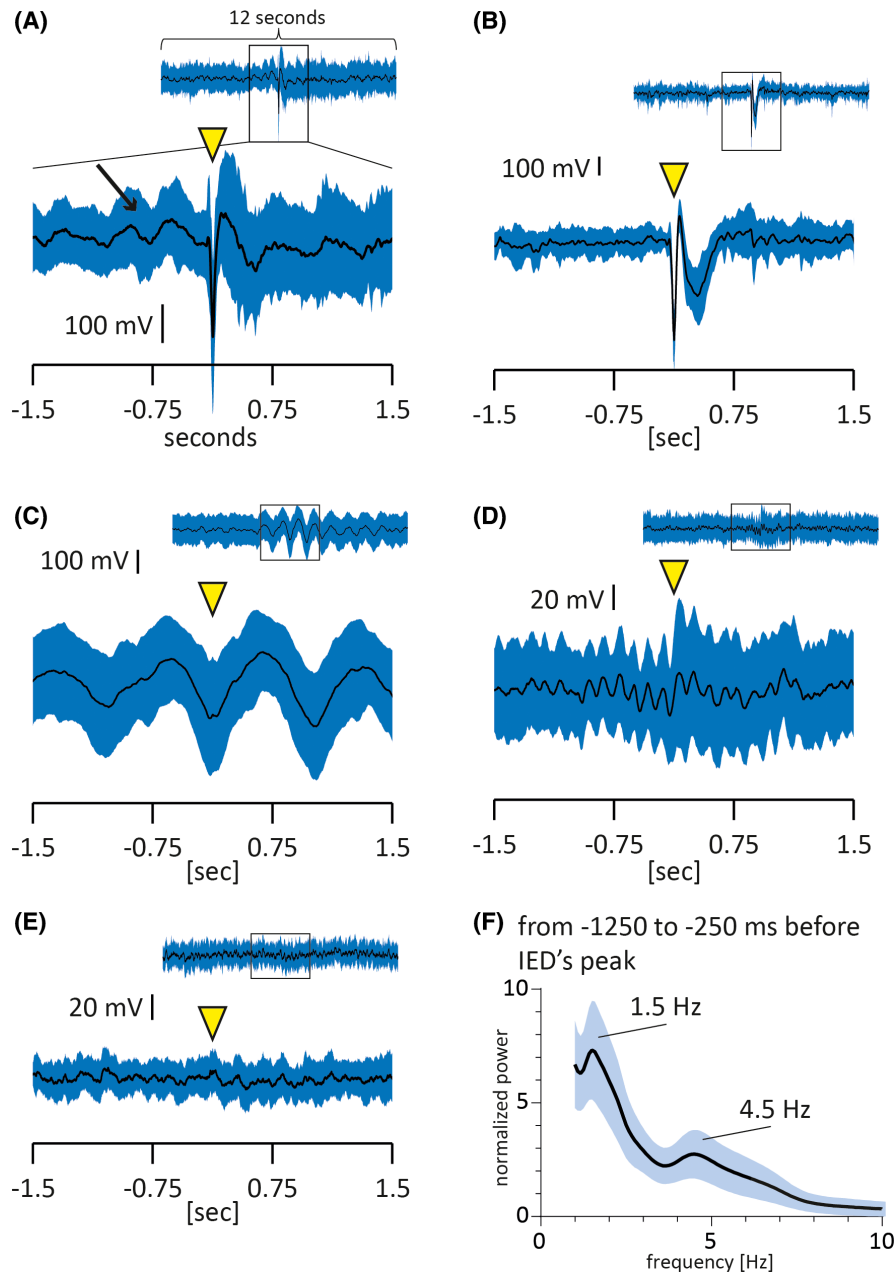 (A)
12 seconds
100 mV
-1.5 -0.75 0.75 1.5
seconds
(B)
100 mV
-1.5 -0.75 0.75 1.5
[sec]
(C)
100 mV
-1.5 -0.75 0.75 1.5
[sec]
(D)
20 mV
-1.5 -0.75 0.75 1.5
[sec]
(E)
20 mV
-1.5 -0.75 0.75 1.5
[sec]
(F) from -1250 to -250 ms before
IED's peak
10
1.5 Hz
normalized power
5
4.5 Hz
0
0 5 10
frequency [Hz]